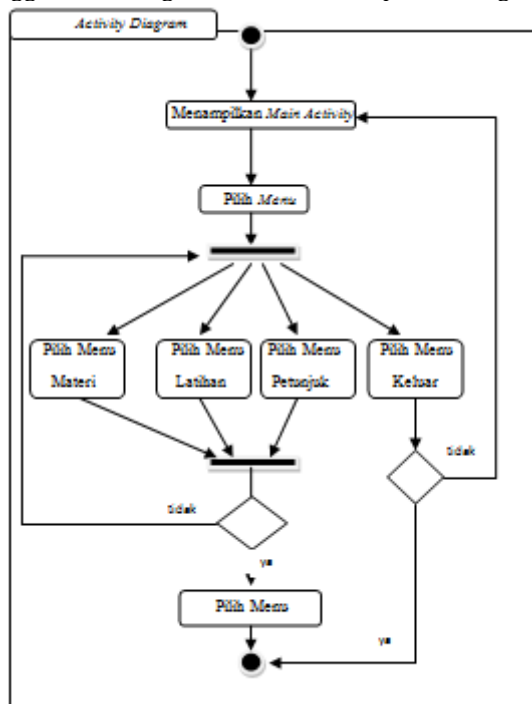 Activity Diagram
Menampilkan Main Activity
Pilih Menu
Pilih Menu
Materi
Pilih Menu
Latihan
Pilih Menu
Petunjuk
Pilih Menu
Keluar
tidak
tidak
ya
Pilih Menu
ya